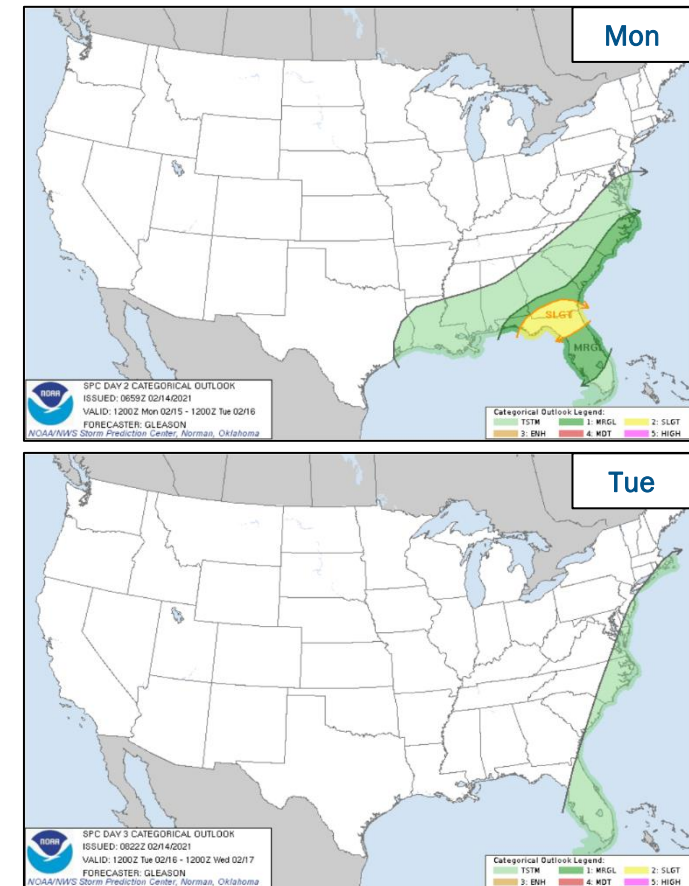 Mon
SLGT
MRGL
NOAA
SPC DAY 2 CATEGORICAL OUTLOOK
ISSUED: 0659Z 02/14/2021
VALID: 1200Z Mon 02/15 - 1200Z Tue 02/16
FORECASTER: GLEASON
NOAA/NWS Storm Prediction Center, Norman, Oklahoma
Categorical Outlook Legend:
TSTM 1: MRGL 2: SLGT
3: ENH 4: MDT 5: HIGH
Tue
NOAA
SPC DAY 3 CATEGORICAL OUTLOOK
ISSUED: 0822Z 02/14/2021
VALID: 1200Z Tue 02/16 - 1200Z Wed 02/17
FORECASTER: GLEASON
NOAA/NWS Storm Prediction Center, Norman, Oklahoma
Categorical Outlook Legend:
TSTM 1: MRGL 2: SLGT
3: ENH 4: MDT 5: HIGH